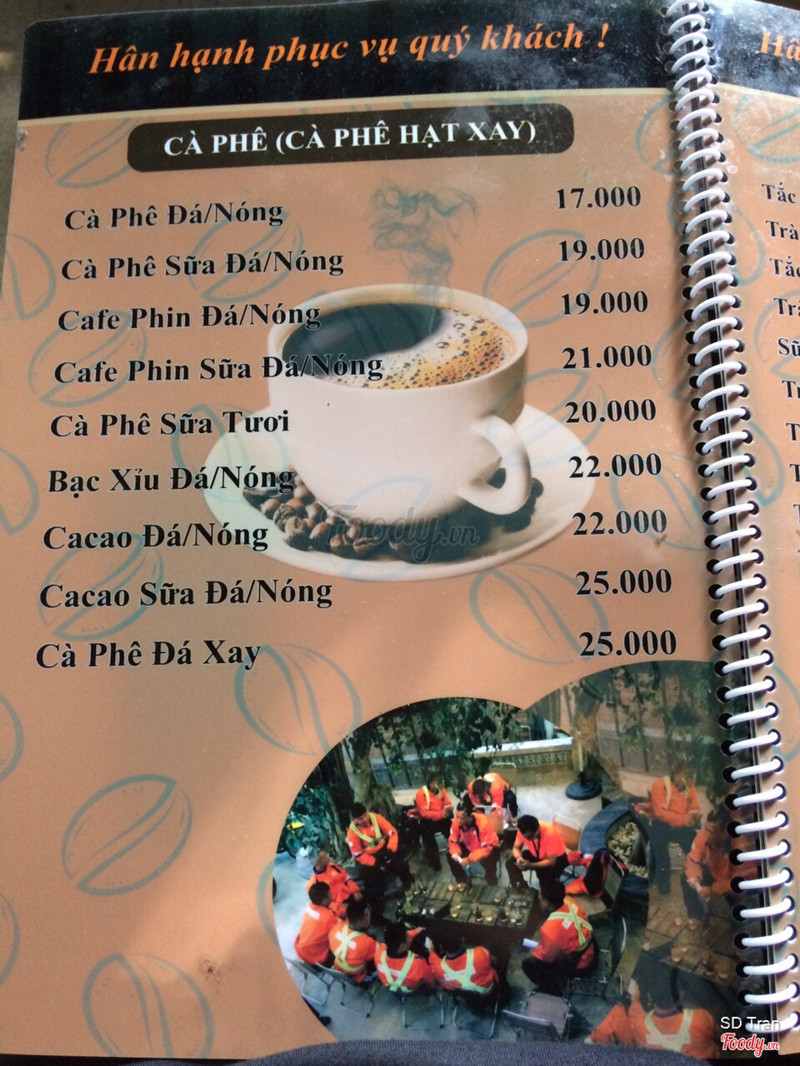 Hân hạnh phục vụ quý khách !
CÀ PHÊ (CÀ PHÊ HẠT XAY)
Cà Phê Đá/Nóng 17.000
Cà Phê Sữa Đá/Nóng 19.000
Cafe Phin Đá/Nóng 19.000
Cafe Phin Sữa Đá/Nóng 21.000
Cà Phê Sữa Tươi 20.000
Bạc Xỉu Đá/Nóng 22.000
Cacao Đá/Nóng 22.000
Cacao Sữa Đá/Nóng 25.000
Cà Phê Đá Xay 25.000
Foody.vn
Tắc
Trà
Tắc
SD Tran
Foody.vn